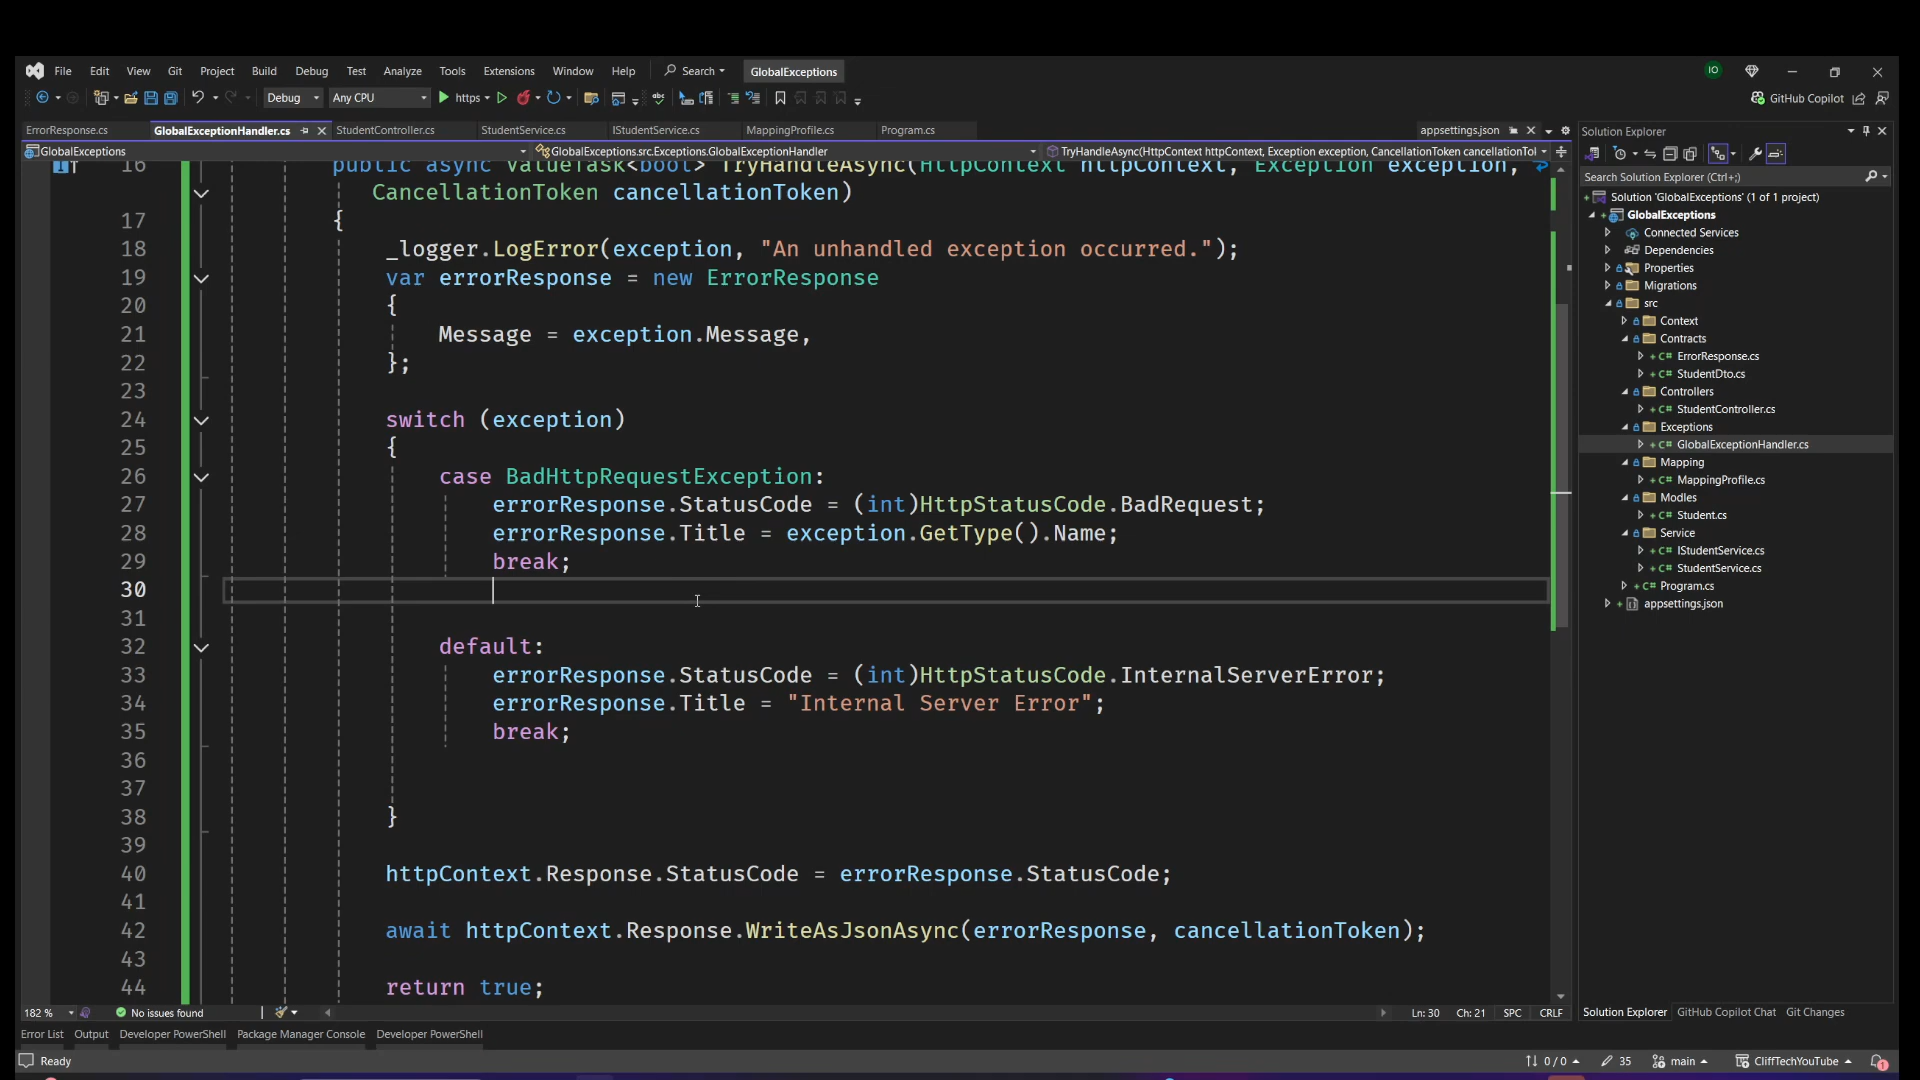 File Edit View Git Project Build Debug Test Analyze Tools Extensions Window Help Search GlobalExceptions IO
Debug Any CPU https GitHub Copilot
ErrorResponse.cs GlobalExceptionHandler.cs StudentController.cs StudentService.cs IStudentService.cs MappingProfile.cs Program.cs appsettings.json
GlobalExceptions GlobalExceptions.src.Exceptions.GlobalExceptionHandler TryHandleAsync(HttpContext httpContext, Exception exception, CancellationToken cancellationTok
16 public async ValueTask<bool> TryHandleAsync(HttpContext httpContext, Exception exception,
CancellationToken cancellationToken)
17 {
18 _logger.LogError(exception, "An unhandled exception occurred.");
19 var errorResponse = new ErrorResponse
20 {
21 Message = exception.Message,
22 };
23
24 switch (exception)
25 {
26 case BadHttpRequestException:
27 errorResponse.StatusCode = (int)HttpStatusCode.BadRequest;
28 errorResponse.Title = exception.GetType().Name;
29 break;
30
31
32 default:
33 errorResponse.StatusCode = (int)HttpStatusCode.InternalServerError;
34 errorResponse.Title = "Internal Server Error";
35 break;
36
37
38 }
39
40 httpContext.Response.StatusCode = errorResponse.StatusCode;
41
42 await httpContext.Response.WriteAsJsonAsync(errorResponse, cancellationToken);
43
44 return true;
182 % No issues found Ln: 30 Ch: 21 SPC CRLF
Error List Output Developer PowerShell Package Manager Console Developer PowerShell
Ready 0 / 0 35 main CliffTechYouTube 1
Solution Explorer
Search Solution Explorer (Ctrl+;)
Solution 'GlobalExceptions' (1 of 1 project)
GlobalExceptions
Connected Services
Dependencies
Properties
Migrations
src
Context
Contracts
C# ErrorResponse.cs
C# StudentDto.cs
Controllers
C# StudentController.cs
Exceptions
C# GlobalExceptionHandler.cs
Mapping
C# MappingProfile.cs
Modles
C# Student.cs
Service
C# IStudentService.cs
C# StudentService.cs
C# Program.cs
appsettings.json
Solution Explorer GitHub Copilot Chat Git Changes